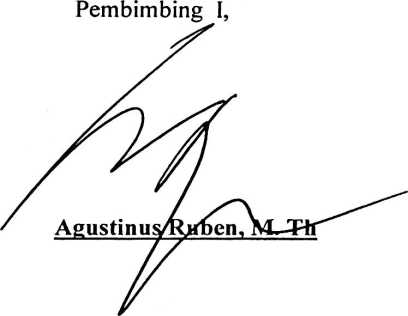 Pembimbing I,
Agustinus Ruben, M. Th